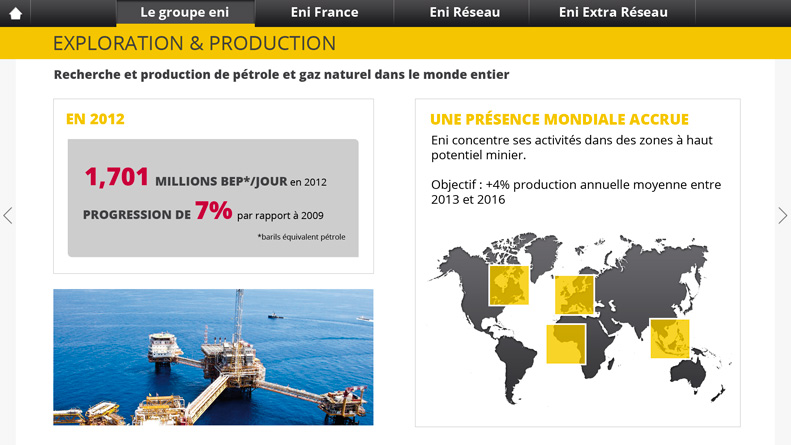 Le groupe eni
Eni France
Eni Réseau
Eni Extra Réseau
EXPLORATION & PRODUCTION
Recherche et production de pétrole et gaz naturel dans le monde entier
EN 2012
1,701 MILLIONS BEP*/JOUR en 2012
PROGRESSION DE 7% par rapport à 2009
*barils équivalent pétrole
UNE PRÉSENCE MONDIALE ACCRUE
Eni concentre ses activités dans des zones à haut
potentiel minier.
Objectif : +4% production annuelle moyenne entre
2013 et 2016